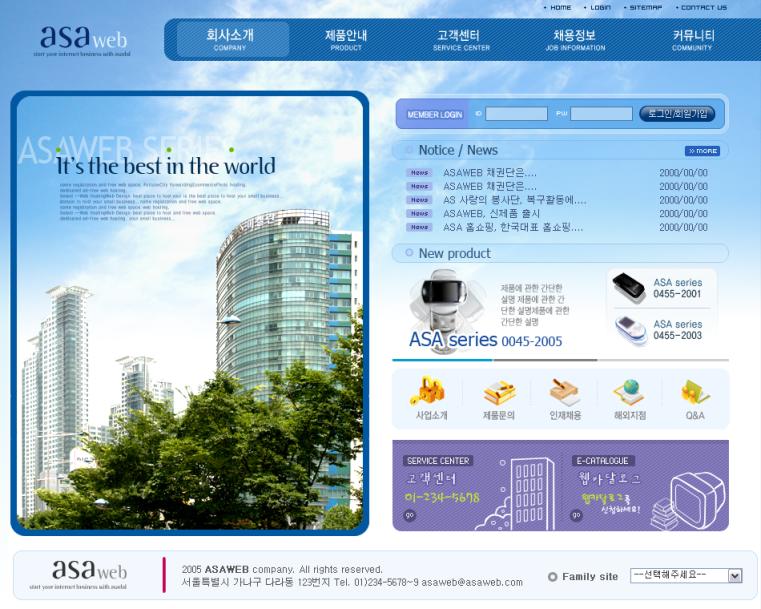 HOME LOGIN SITEMAP CONTACT US
asaweb
start your internet business with asadal
회사소개 제품안내 고객센터 채용정보 커뮤니티
COMPANY PRODUCT SERVICE CENTER JOB INFORMATION COMMUNITY
ASAWEB SERIES
It's the best in the world
MEMBER LOGIN ID PW 로그인/회원가입
Notice / News MORE
News ASAWEB 채권단은.... 2000/00/00
News ASAWEB 채권단은.... 2000/00/00
News AS 사랑의 봉사단, 복구활동에.... 2000/00/00
News ASAWEB, 신제품 출시 2000/00/00
News ASA 홈쇼핑, 한국대표 홈쇼핑.... 2000/00/00
New product
제품에 관한 간단한
설명 제품에 관한 간
단한 설명제품에 관한
간단한 설명
ASA series 0045-2005
ASA series
0455-2001
ASA series
0455-2003
사업소개 제품문의 인재채용 해외지점 Q&A
SERVICE CENTER
고객센터
01-234-5678
go
E-CATALOGUE
웹카달로그
웹카달로그를
신청하세요!
go
asaweb
start your internet business with asadal
2005 ASAWEB company. All rights reserved.
서울특별시 가나구 다라동 123번지 Tel. 01)234-5678~9 asaweb@asaweb.com
Family site --선택해주세요--